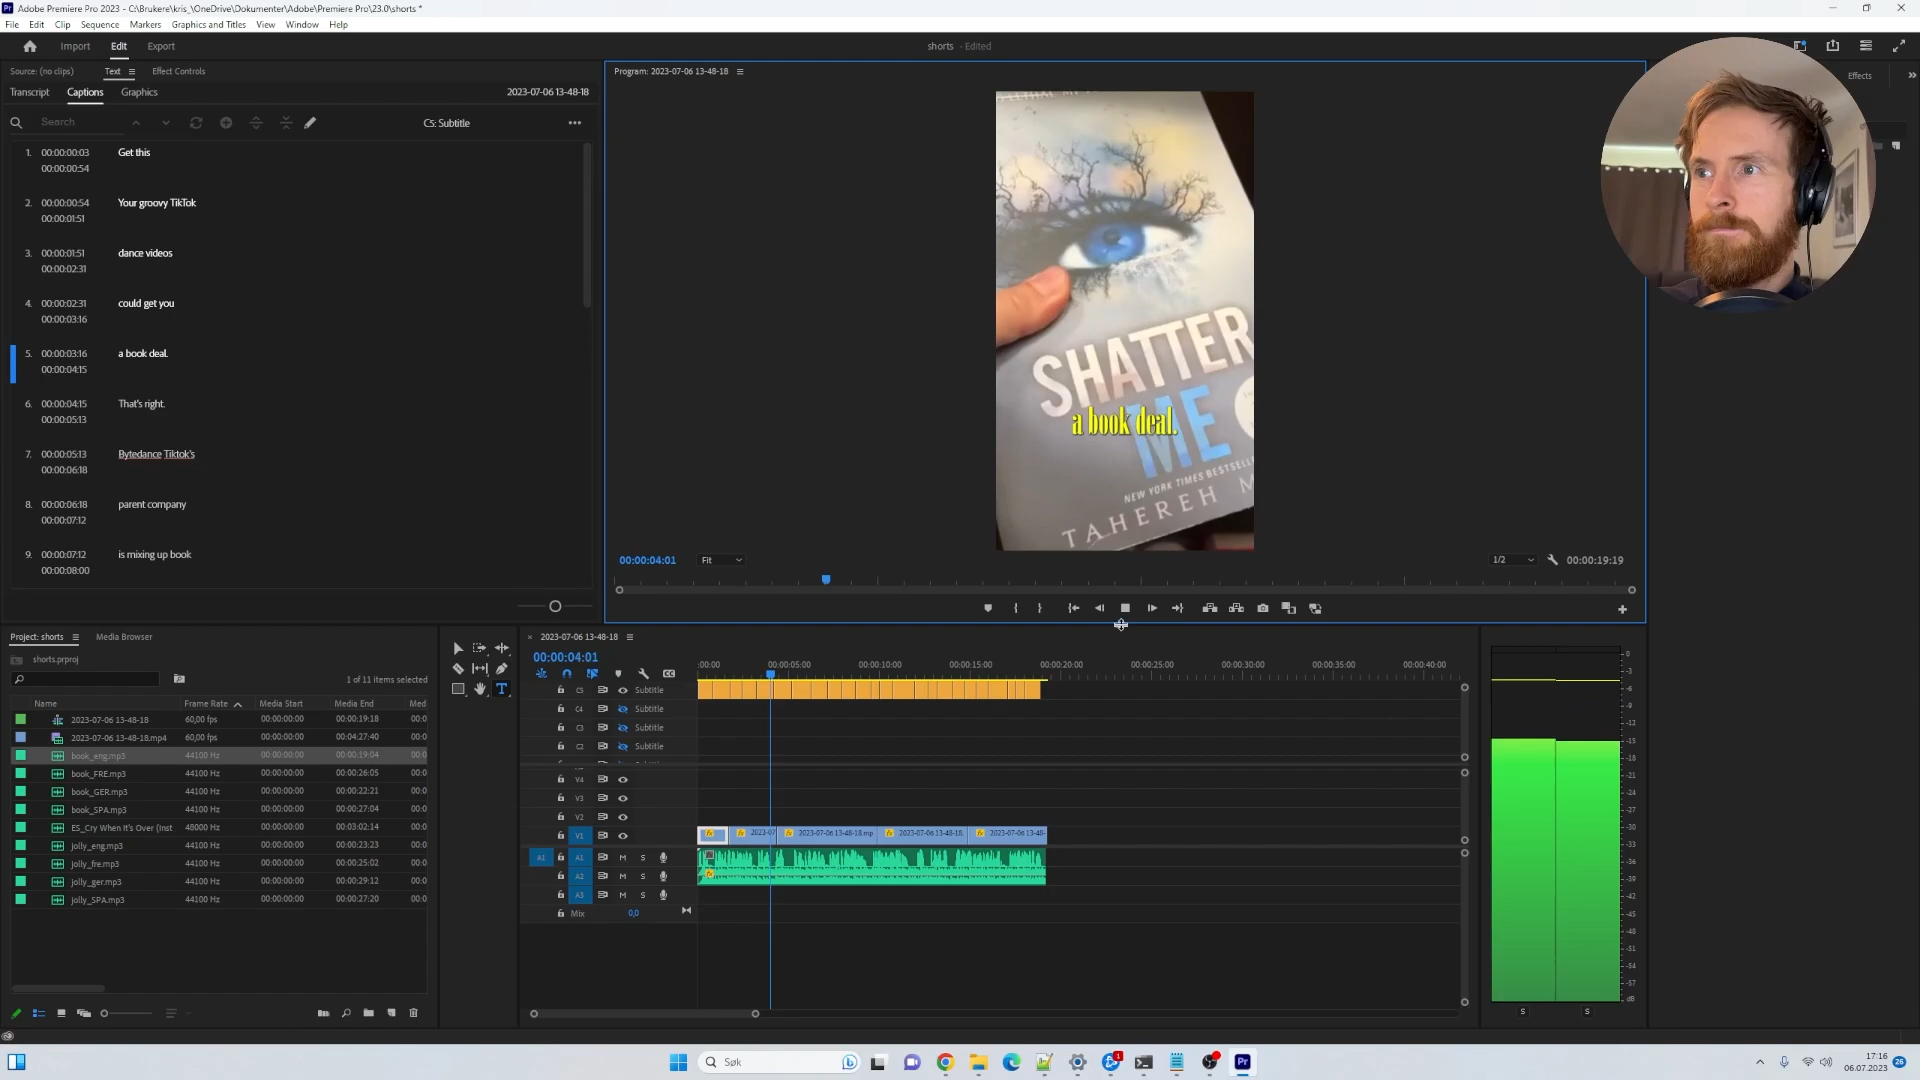 Adobe Premiere Pro 2023 - C:\Brukere\kris_\OneDrive\Dokumenter\Adobe\Premiere Pro\23.0\shorts *
File Edit Clip Sequence Markers Graphics and Titles View Window Help
Import Edit Export
shorts - Edited
Source: (no clips) Text Effect Controls
Program: 2023-07-06 13-48-18
Effects
Transcript Captions Graphics 2023-07-06 13-48-18
Search
C5: Subtitle
1. 00:00:00:03 Get this
00:00:00:54
2. 00:00:00:54 Your groovy TikTok
00:00:01:51
3. 00:00:01:51 dance videos
00:00:02:31
4. 00:00:02:31 could get you
00:00:03:16
5. 00:00:03:16 a book deal.
00:00:04:15
6. 00:00:04:15 That's right.
00:00:05:13
7. 00:00:05:13 Bytedance Tiktok's
00:00:06:18
8. 00:00:06:18 parent company
00:00:07:12
9. 00:00:07:12 is mixing up book
00:00:08:00
SHATTER
ME
a book deal.
NEW YORK TIMES BESTSELL
TAHEREH M
00:00:04:01 Fit 1/2 00:00:19:19
Project: shorts Media Browser
shorts.prproj
1 of 11 items selected
Name Frame Rate Media Start Media End Med
2023-07-06 13-48-18 60,00 fps 00:00:00:00 00:00:19:18 00:0
2023-07-06 13-48-18.mp4 60,00 fps 00:00:00:00 00:04:27:40 00:0
book_eng.mp3 44100 Hz 00:00:00:00 00:00:19:04 00:0
book_FRE.mp3 44100 Hz 00:00:00:00 00:00:26:05 00:0
book_GER.mp3 44100 Hz 00:00:00:00 00:00:22:21 00:0
book_SPA.mp3 44100 Hz 00:00:00:00 00:00:27:04 00:0
ES_Cry When It's Over (Inst 48000 Hz 00:00:00:00 00:03:02:14 00:0
jolly_eng.mp3 44100 Hz 00:00:00:00 00:00:23:23 00:0
jolly_fre.mp3 44100 Hz 00:00:00:00 00:00:25:02 00:0
jolly_ger.mp3 44100 Hz 00:00:00:00 00:00:29:12 00:0
jolly_SPA.mp3 44100 Hz 00:00:00:00 00:00:27:20 00:0
2023-07-06 13-48-18
00:00:04:01
:00:00 00:00:05:00 00:00:10:00 00:00:15:00 00:00:20:00 00:00:25:00 00:00:30:00 00:00:35:00 00:00:40:00
C5 Subtitle
C4 Subtitle
C3 Subtitle
C2 Subtitle
V4
V3
V2
V1 fx fx 2023-07 fx 2023-07-06 13-48-18.mp fx 2023-07-06 13-48-18. fx 2023-07-06 13-48-
A1 A1 M S
A2 M S fx
A3 M S
Mix 0,0
0
-3
-6
-9
-12
-15
-18
-21
-24
-27
-30
-33
-36
-39
-42
-45
-48
-51
-54
-57
dB
S S
Søk
1
17:16
06.07.2023
26